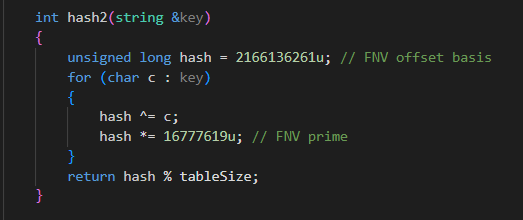 int hash2(string &key)
{
    unsigned long hash = 2166136261u; // FNV offset basis
    for (char c : key)
    {
        hash ^= c;
        hash *= 16777619u; // FNV prime
    }
    return hash % tableSize;
}